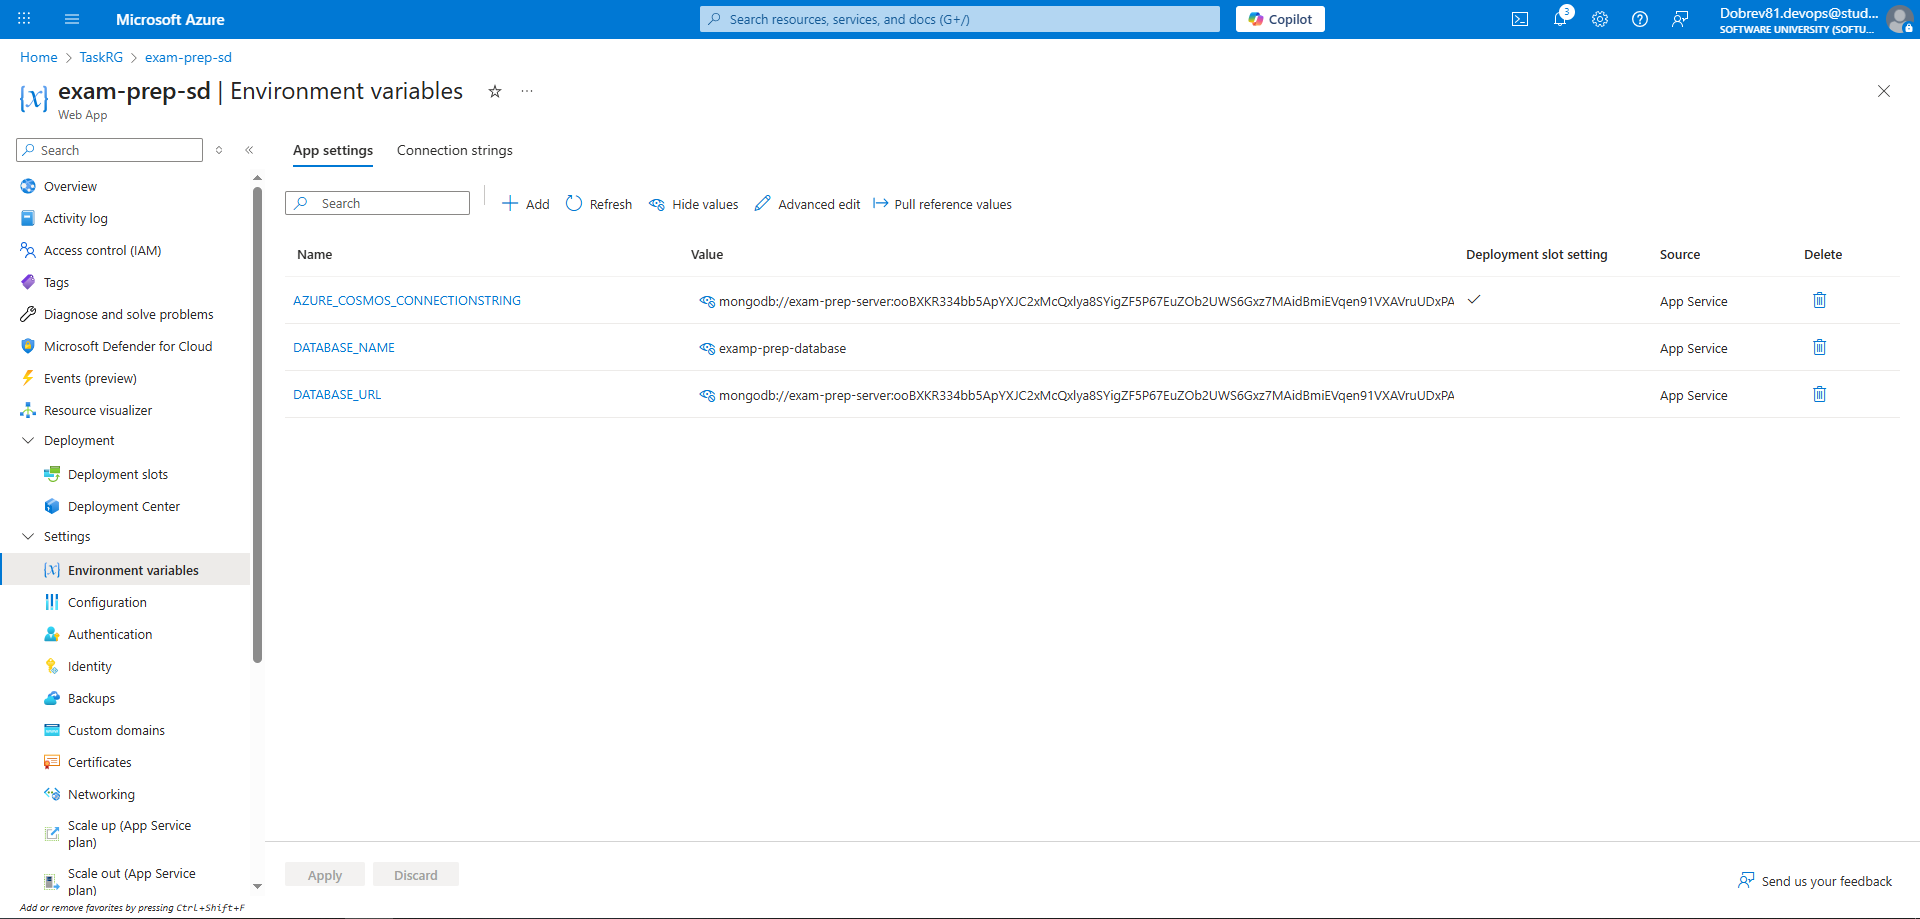 Microsoft Azure
Search resources, services, and docs (G+/)
Copilot
3
Dobrev81.devops@stud...
SOFTWARE UNIVERSITY (SOFTU...
Home > TaskRG > exam-prep-sd
exam-prep-sd | Environment variables
Web App
Search
Overview
Activity log
Access control (IAM)
Tags
Diagnose and solve problems
Microsoft Defender for Cloud
Events (preview)
Resource visualizer
Deployment
Deployment slots
Deployment Center
Settings
Environment variables
Configuration
Authentication
Identity
Backups
Custom domains
Certificates
Networking
Scale up (App Service
plan)
Scale out (App Service
plan)
Add or remove favorites by pressing Ctrl+Shift+F
App settings Connection strings
Search Add Refresh Hide values Advanced edit Pull reference values
Name Value Deployment slot setting Source Delete
AZURE_COSMOS_CONNECTIONSTRING mongodb://exam-prep-server:ooBXKR334bb5ApYXJC2xMcQxlya8SYigZF5P67EuZOb2UWS6Gxz7MAidBmiEVqen91VXAVruUDxPA App Service
DATABASE_NAME examp-prep-database App Service
DATABASE_URL mongodb://exam-prep-server:ooBXKR334bb5ApYXJC2xMcQxlya8SYigZF5P67EuZOb2UWS6Gxz7MAidBmiEVqen91VXAVruUDxPA App Service
Apply Discard
Send us your feedback